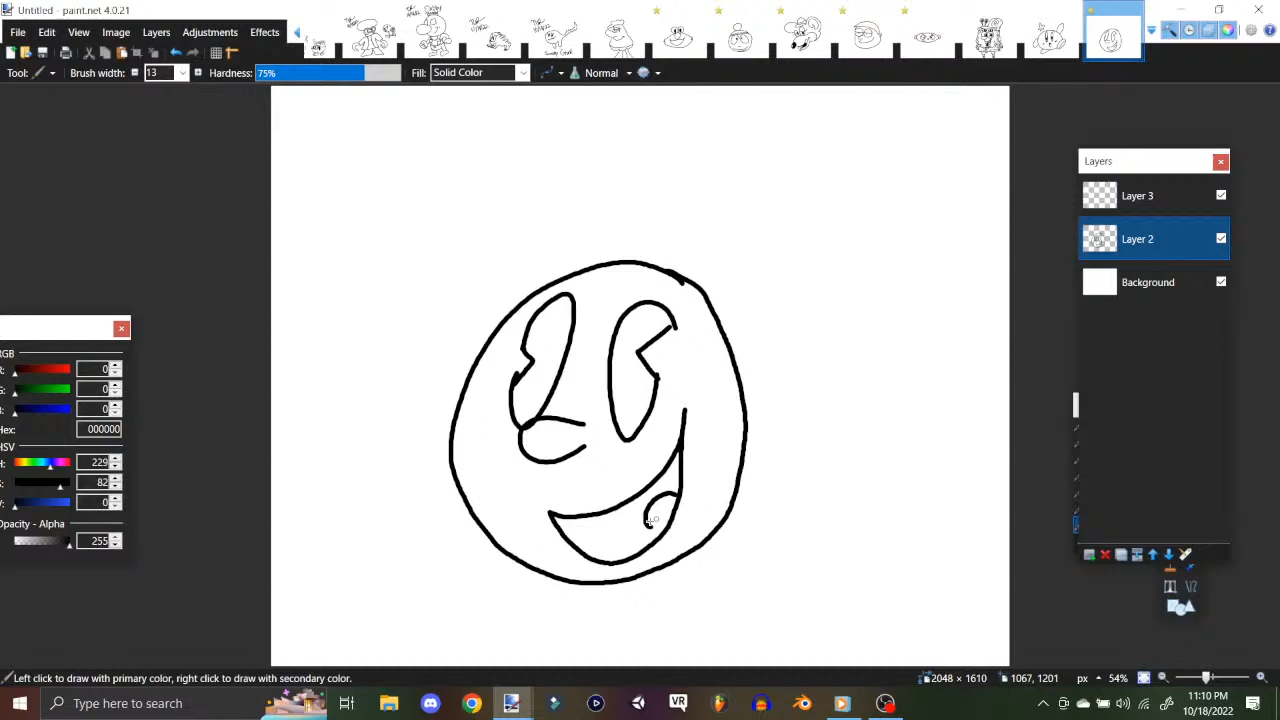 Untitled - paint.net 4.0.21
File Edit View Image Layers Adjustments Effects
Tool: Brush width: 13 Hardness: 75% Fill: Solid Color Normal
Layers
Layer 3
Layer 2
Background
RGB
R: 0
G: 0
B: 0
Hex: 000000
HSV
H: 229
S: 82
V: 0
Opacity - Alpha
255
Left click to draw with primary color, right click to draw with secondary color.
2048 × 1610
1067, 1201
px
54%
Type here to search
VR
11:10 PM
10/18/2022